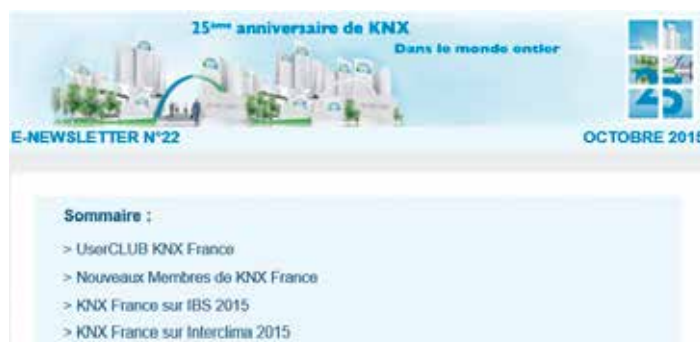 25ème anniversaire de KNX
Dans le monde entier
25
E-NEWSLETTER N°22
OCTOBRE 2015
Sommaire :
> UserCLUB KNX France
> Nouveaux Membres de KNX France
> KNX France sur IBS 2015
> KNX France sur Interclima 2015